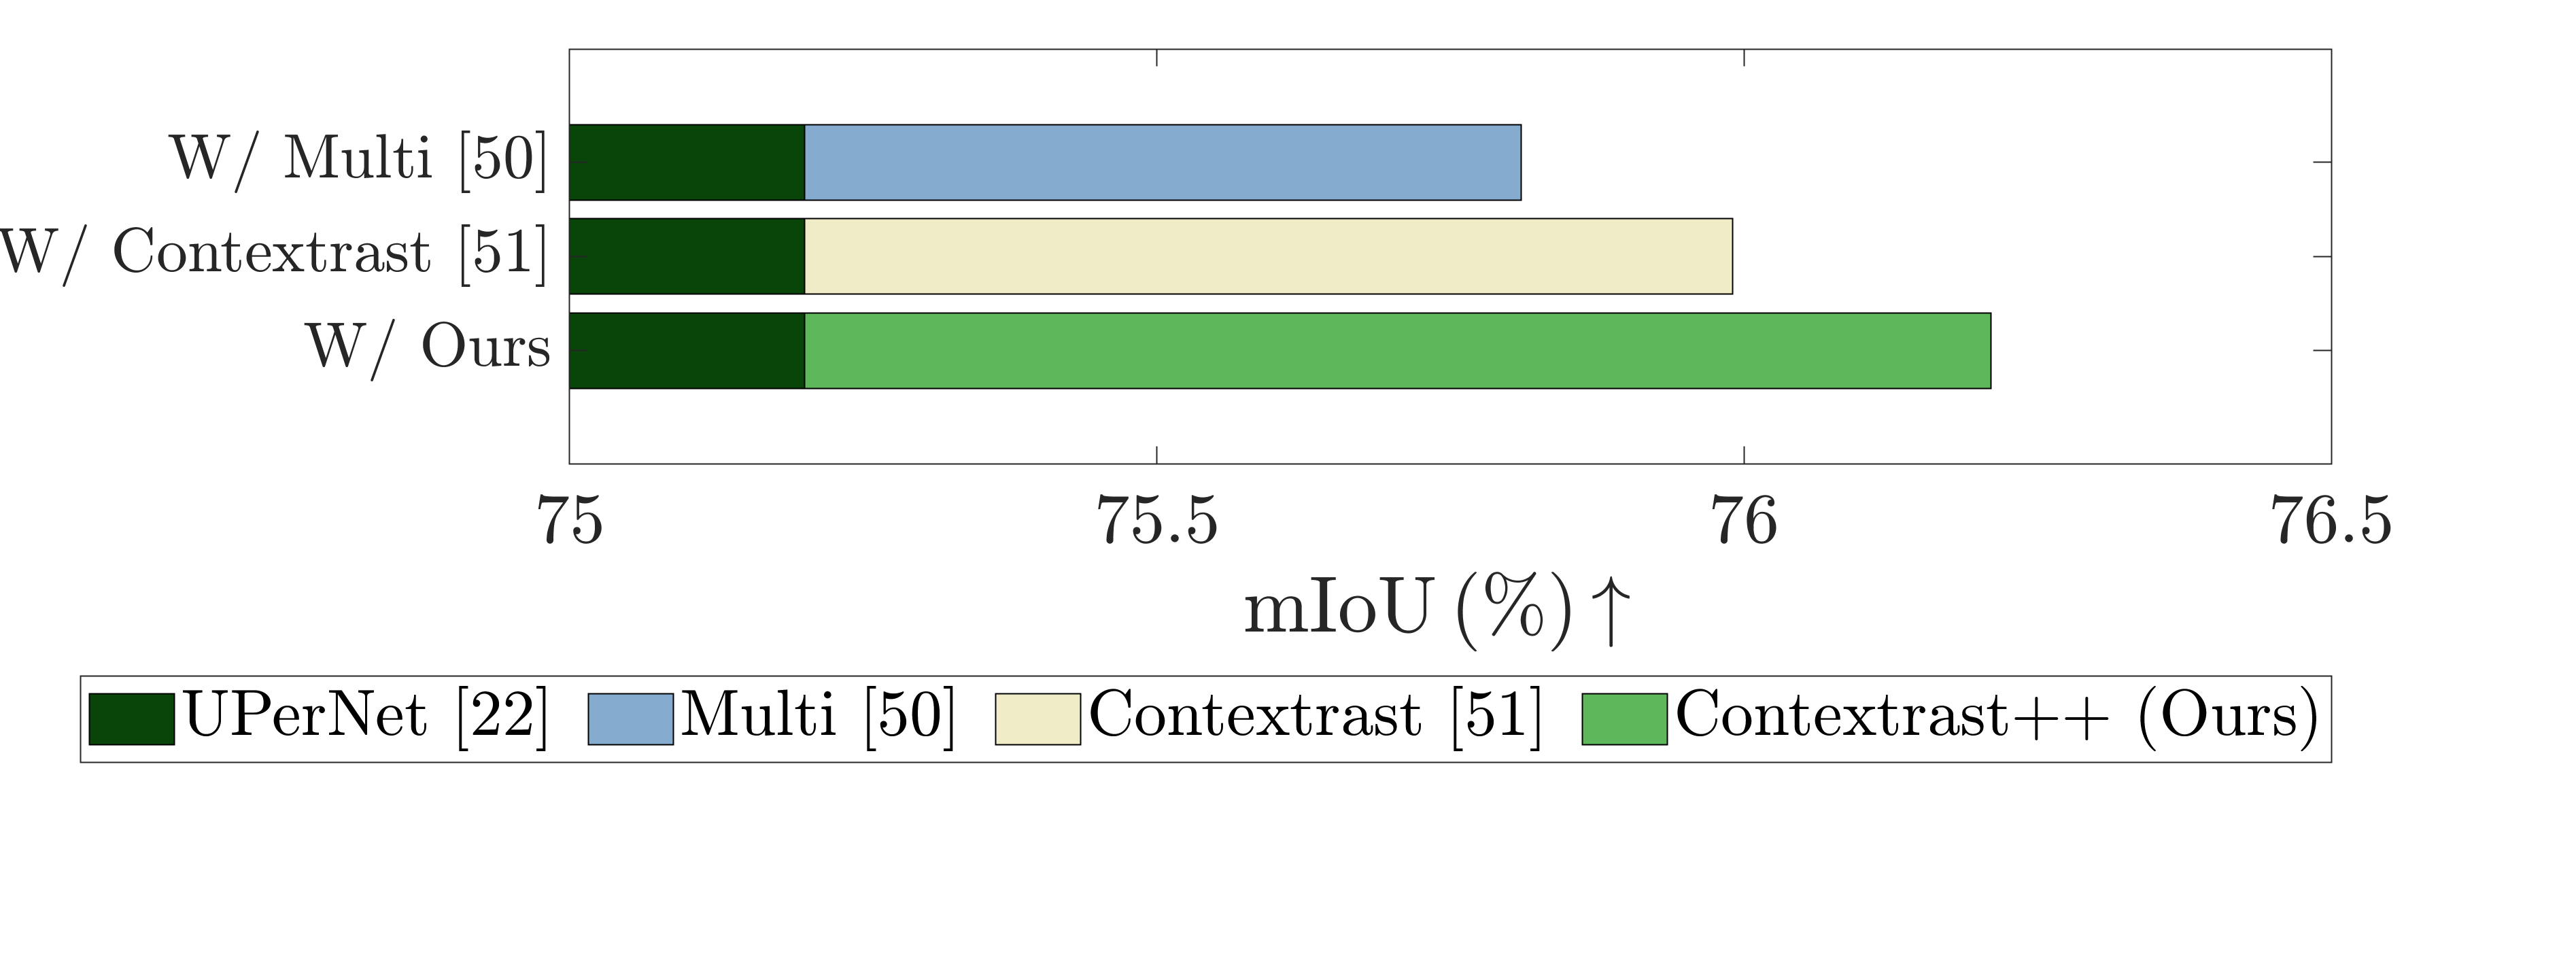 W/ Multi [50]
W/ Contextrast [51]
W/ Ours
75 75.5 76 76.5
mIoU (%) ↑
UPerNet [22] Multi [50] Contextrast [51] Contextrast++ (Ours)